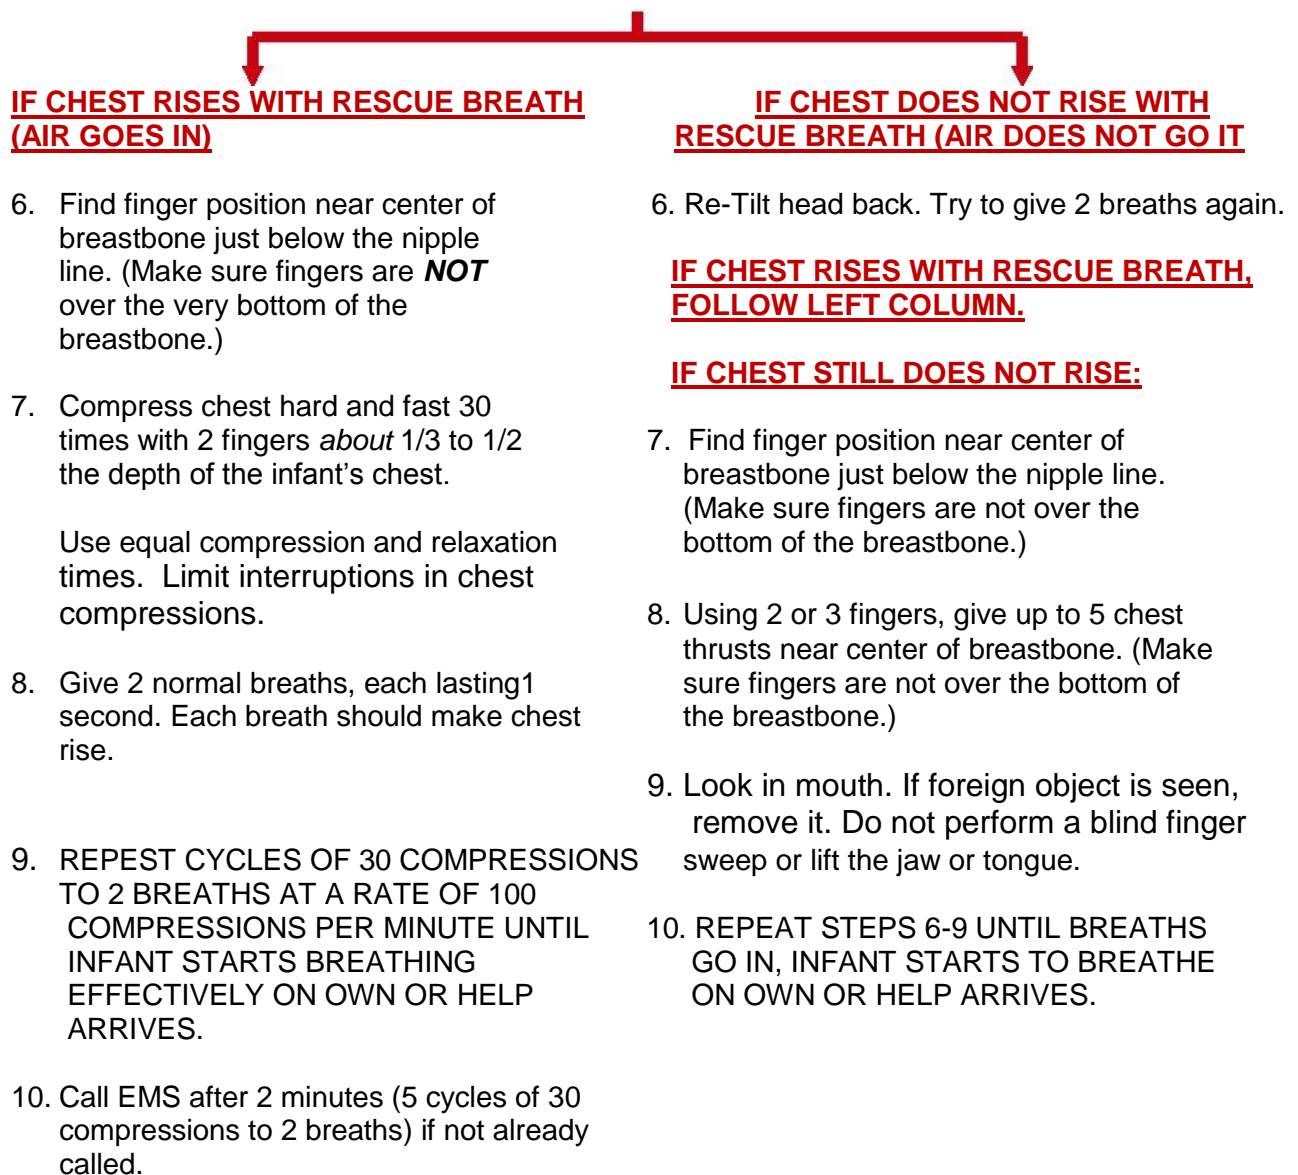 IF CHEST RISES WITH RESCUE BREATH
(AIR GOES IN)
6. Find finger position near center of
breastbone just below the nipple
line. (Make sure fingers are NOT
over the very bottom of the
breastbone.)
7. Compress chest hard and fast 30
times with 2 fingers about 1/3 to 1/2
the depth of the infant's chest.
Use equal compression and relaxation
times. Limit interruptions in chest
compressions.
8. Give 2 normal breaths, each lasting1
second. Each breath should make chest
rise.
9. REPEST CYCLES OF 30 COMPRESSIONS
TO 2 BREATHS AT A RATE OF 100
COMPRESSIONS PER MINUTE UNTIL
INFANT STARTS BREATHING
EFFECTIVELY ON OWN OR HELP
ARRIVES.
10. Call EMS after 2 minutes (5 cycles of 30
compressions to 2 breaths) if not already
called.
IF CHEST DOES NOT RISE WITH
RESCUE BREATH (AIR DOES NOT GO IT
6. Re-Tilt head back. Try to give 2 breaths again.
IF CHEST RISES WITH RESCUE BREATH,
FOLLOW LEFT COLUMN.
IF CHEST STILL DOES NOT RISE:
7. Find finger position near center of
breastbone just below the nipple line.
(Make sure fingers are not over the
bottom of the breastbone.)
8. Using 2 or 3 fingers, give up to 5 chest
thrusts near center of breastbone. (Make
sure fingers are not over the bottom of
the breastbone.)
9. Look in mouth. If foreign object is seen,
remove it. Do not perform a blind finger
sweep or lift the jaw or tongue.
10. REPEAT STEPS 6-9 UNTIL BREATHS
GO IN, INFANT STARTS TO BREATHE
ON OWN OR HELP ARRIVES.